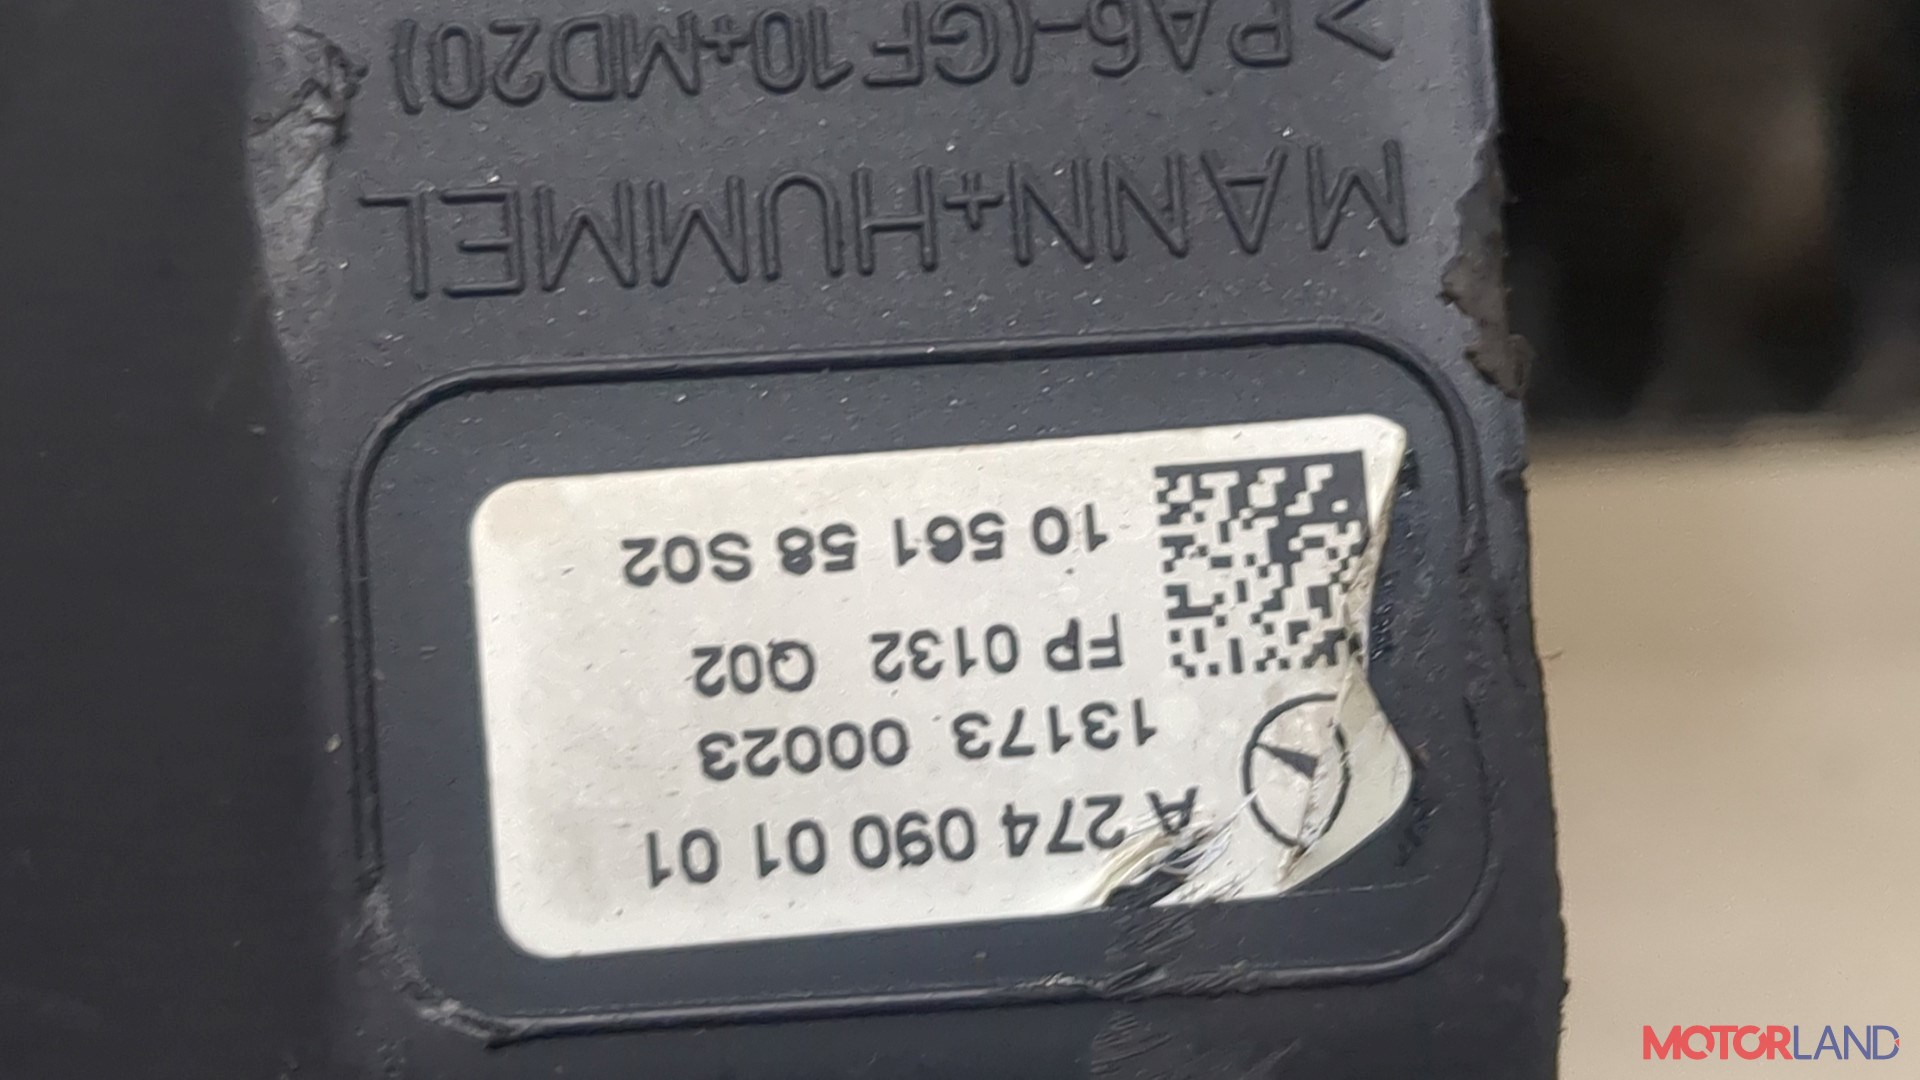 A 274 090 01 01
13173 00023
FP 0132 Q02
10 561 58 S02
MANN+HUMMEL
>PA6-(GF10+MD20)
MOTORLAND